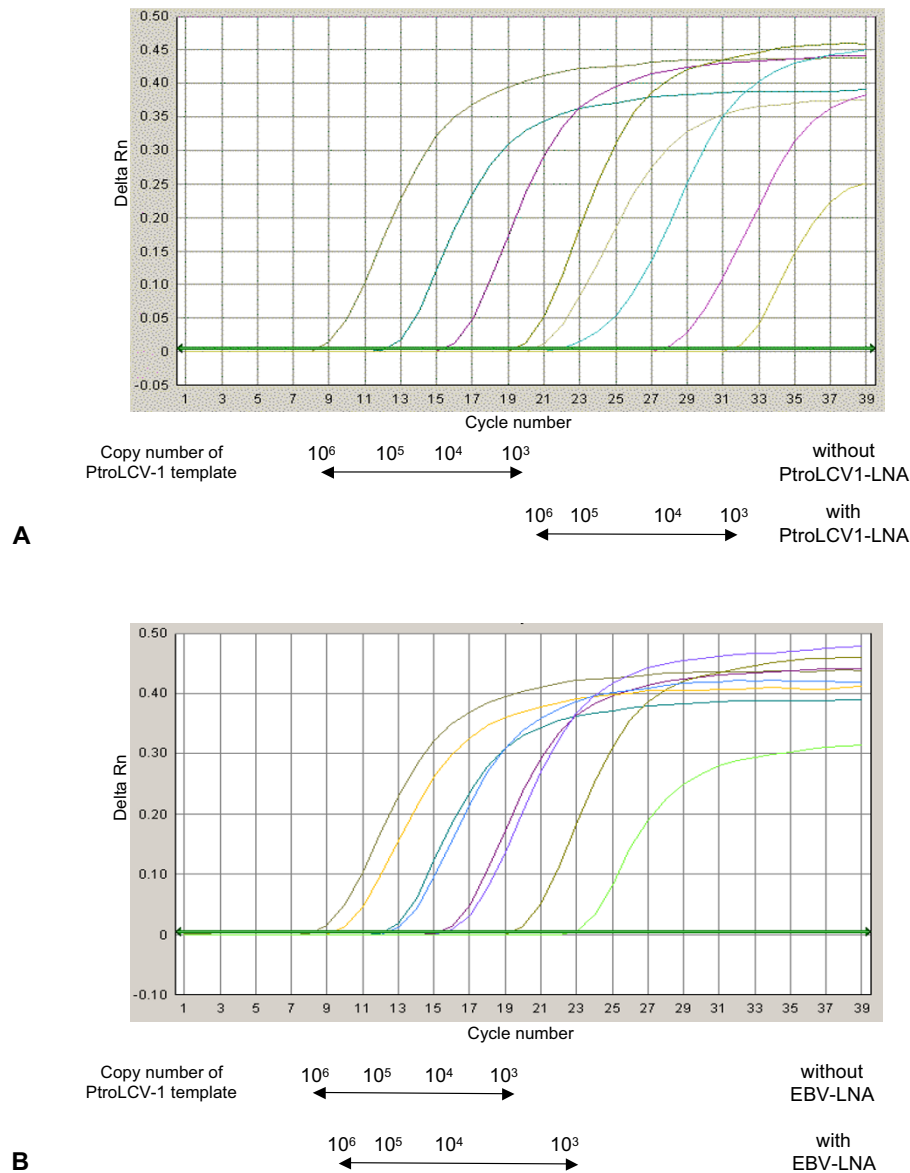 0.50
0.45
0.40
0.35
0.30
0.25
0.20
0.15
0.10
0.05
0
-0.05
Delta Rn
1 3 5 7 9 11 13 15 17 19 21 23 25 27 29 31 33 35 37 39
Cycle number
Copy number of
PtroLCV-1 template
10⁶ 10⁵ 10⁴ 10³
without
PtroLCV1-LNA
10⁶ 10⁵ 10⁴ 10³
with
PtroLCV1-LNA
A
0.50
0.40
0.30
0.20
0.10
0
-0.10
Delta Rn
1 3 5 7 9 11 13 15 17 19 21 23 25 27 29 31 33 35 37 39
Cycle number
Copy number of
PtroLCV-1 template
10⁶ 10⁵ 10⁴ 10³
without
EBV-LNA
10⁶ 10⁵ 10⁴ 10³
with
EBV-LNA
B